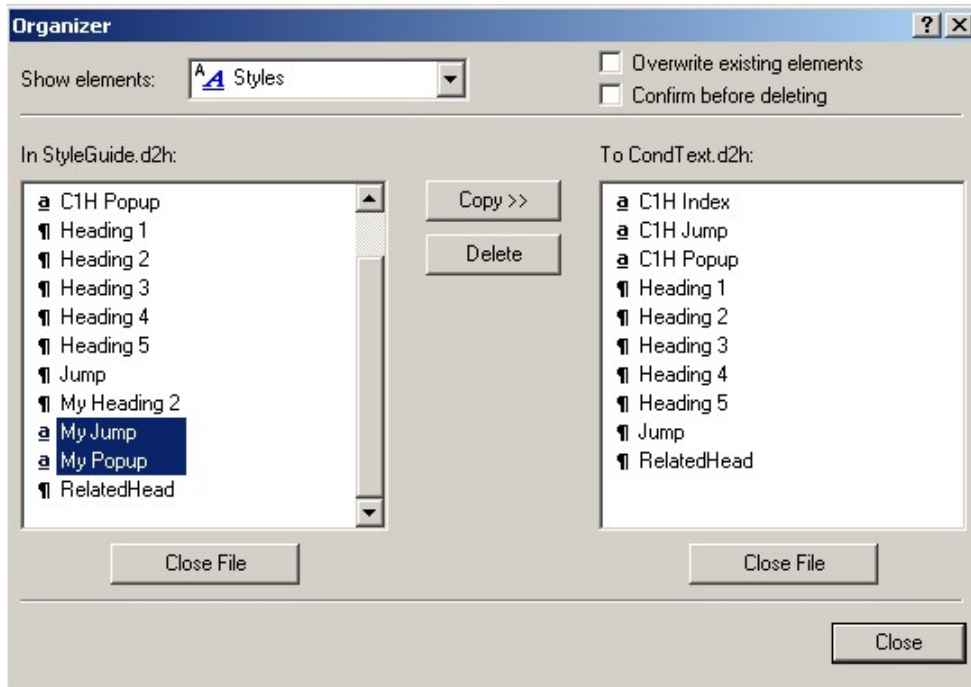 Organizer
Show elements:
Styles
Overwrite existing elements
Confirm before deleting
In StyleGuide.d2h:
C1H Popup
Heading 1
Heading 2
Heading 3
Heading 4
Heading 5
Jump
My Heading 2
My Jump
My Popup
RelatedHead
Close File
Copy >>
Delete
To CondText.d2h:
C1H Index
C1H Jump
C1H Popup
Heading 1
Heading 2
Heading 3
Heading 4
Heading 5
Jump
RelatedHead
Close File
Close